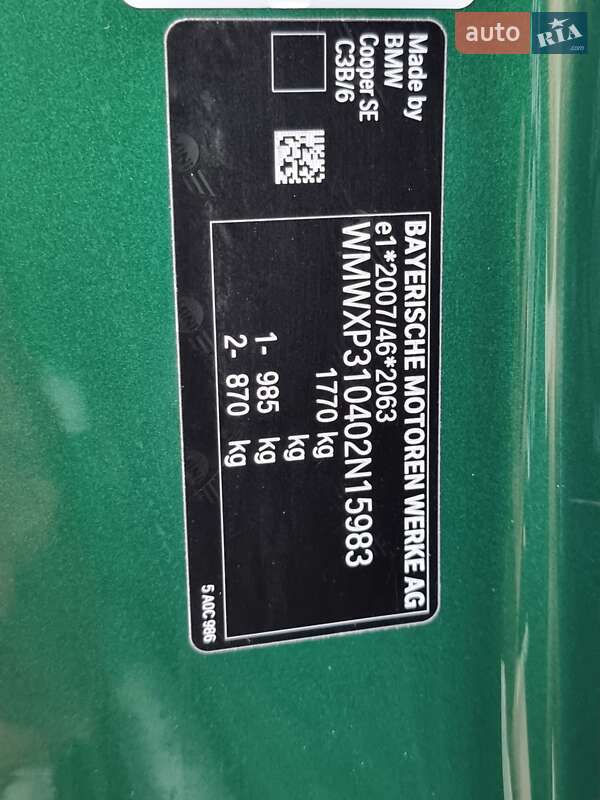 auto RIA
.com
Made by
BMW
Cooper SE
C3B/6
BAYERISCHE MOTOREN WERKE AG
e1*2007/46*2063
WMWXP310402N15983
1770 kg
kg
1- 985 kg
2- 870 kg
5 A0C 986